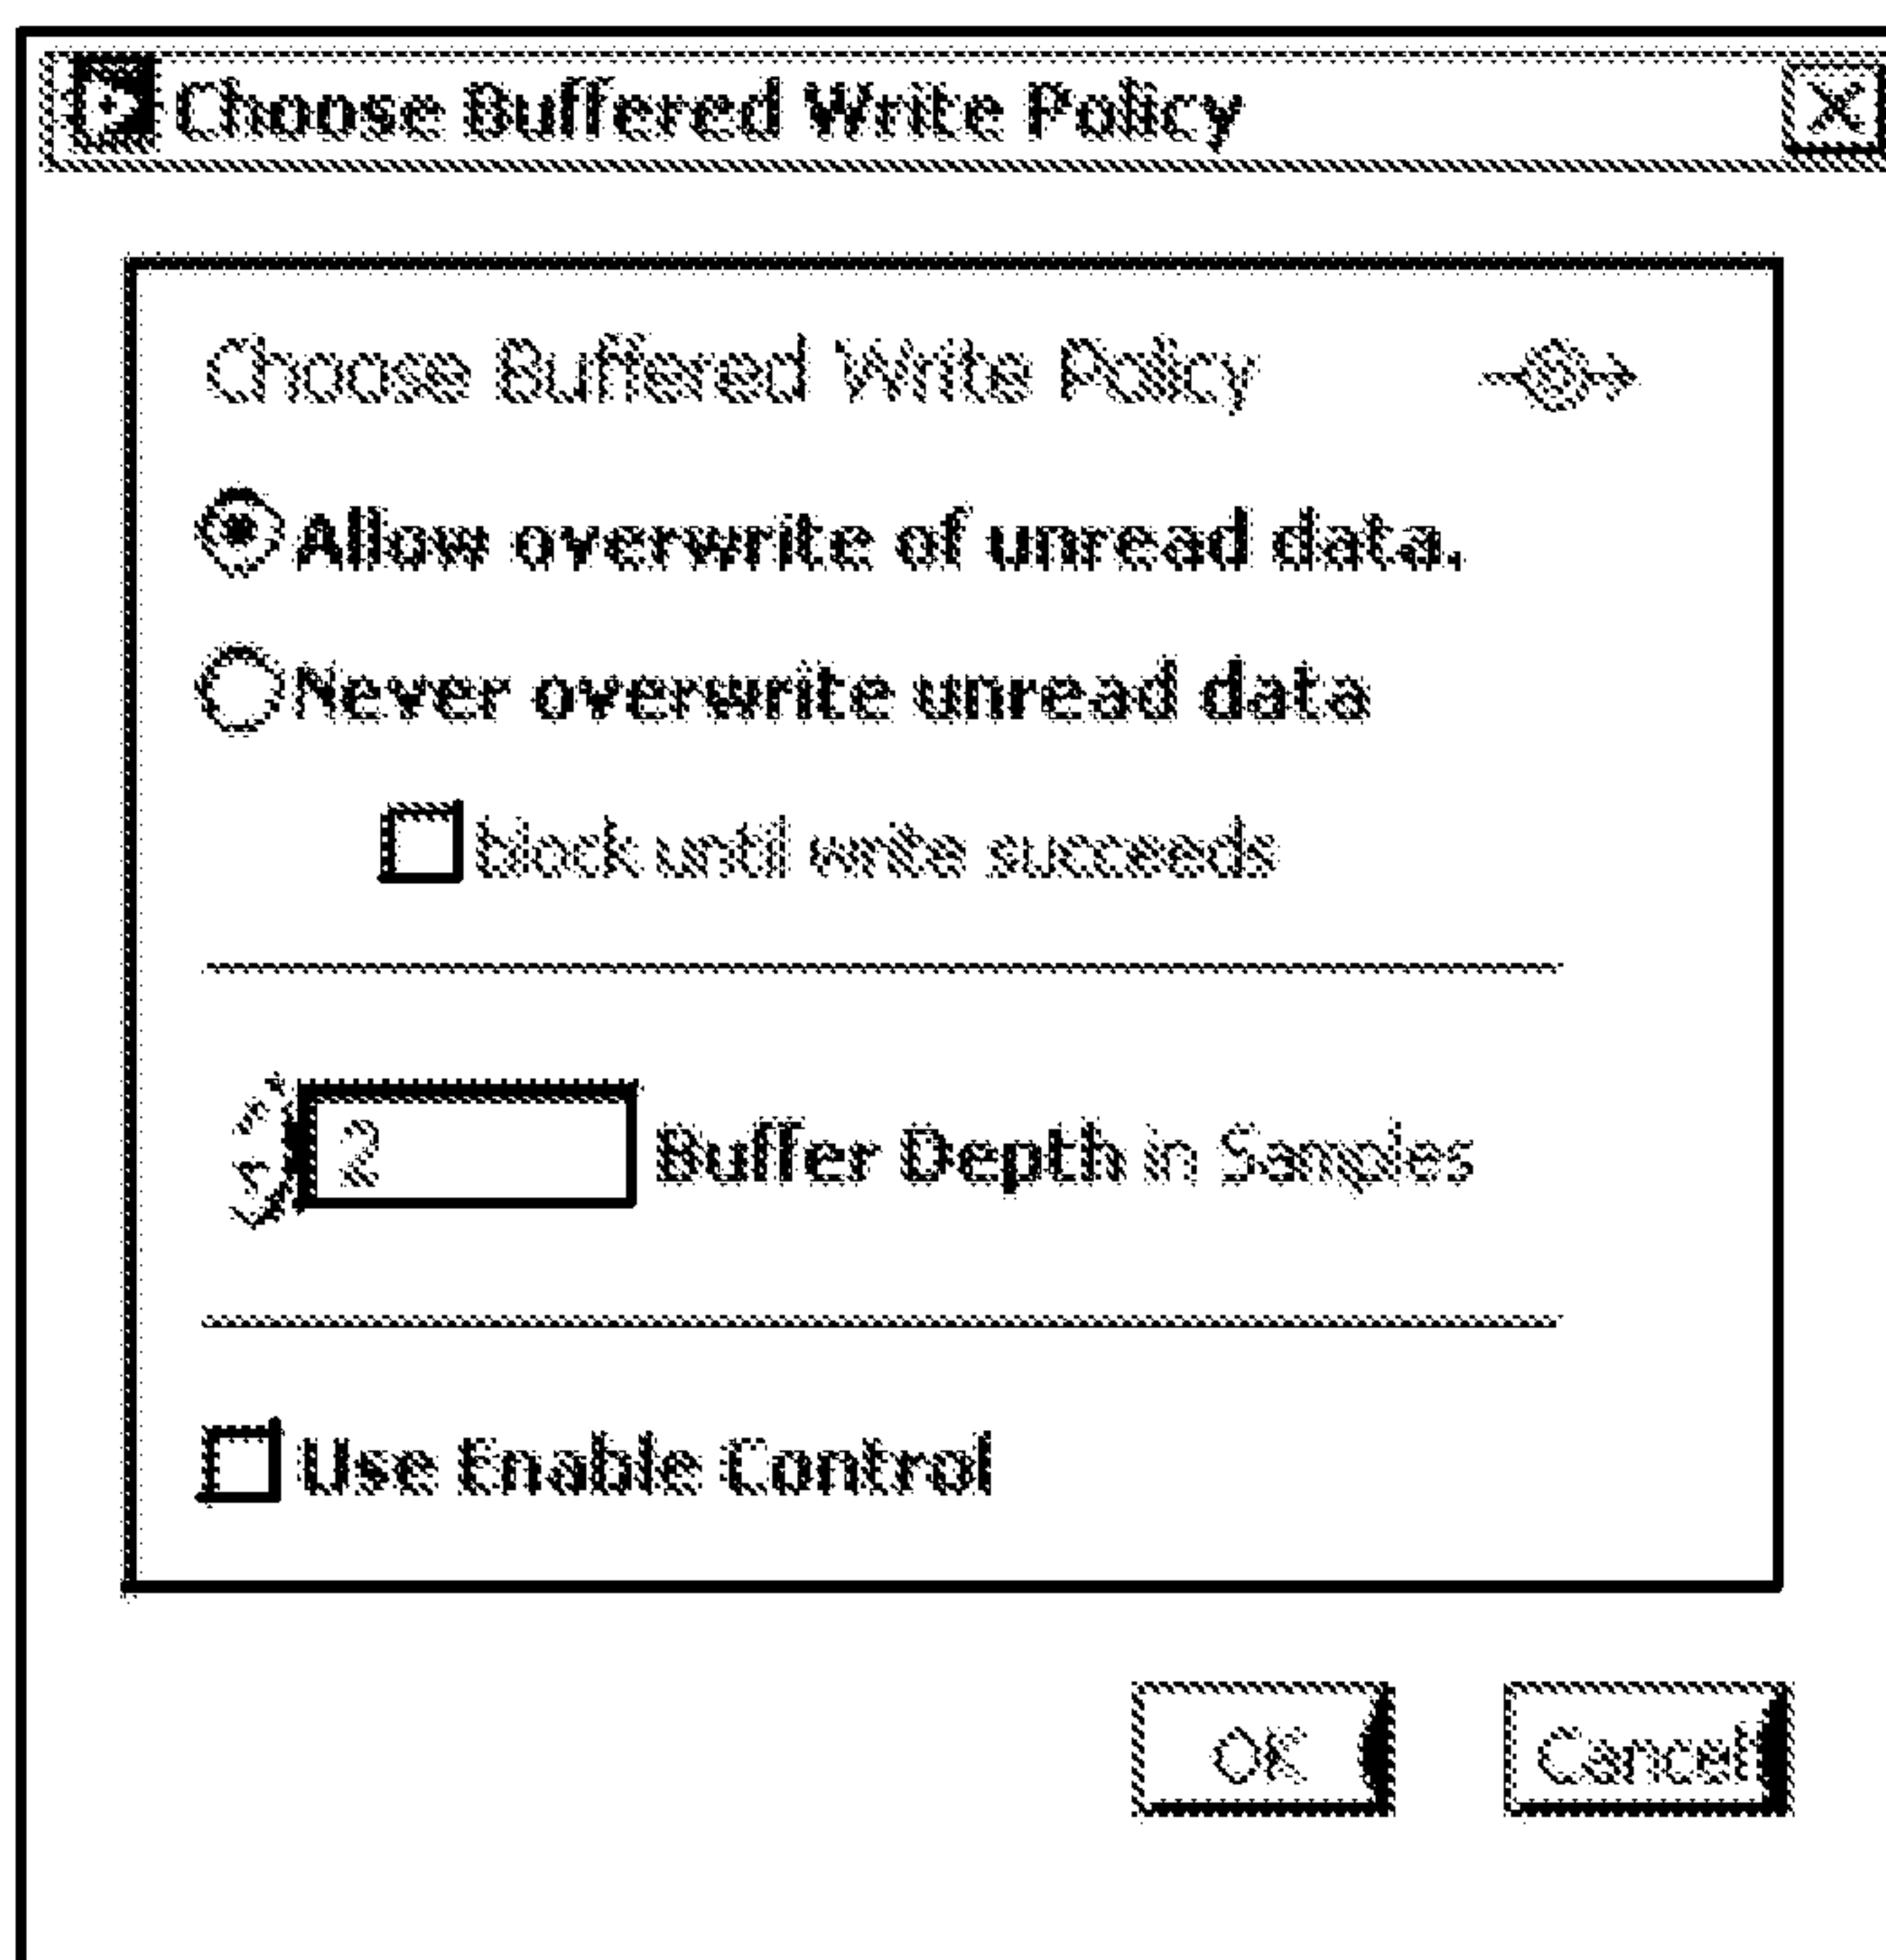 Choose Buffered Write Policy
Choose Buffered Write Policy
Allow overwrite of unread data.
Never overwrite unread data
block until write succeeds
2 Buffer Depth in Samples
Use Enable Control
OK Cancel